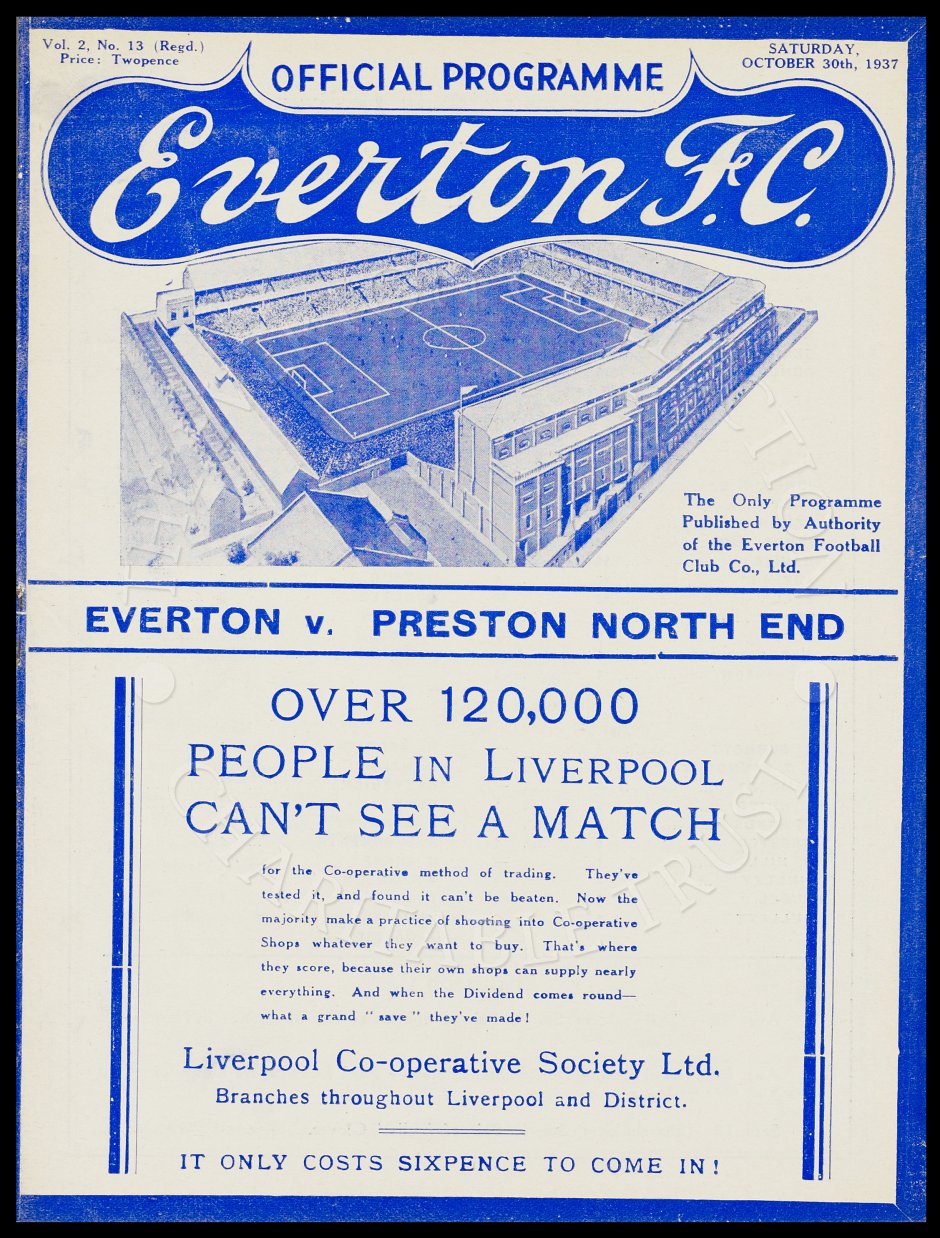 Vol. 2, No. 13 (Regd.)
Price: Twopence
SATURDAY,
OCTOBER 30th, 1937
OFFICIAL PROGRAMME
Everton F.C.
The Only Programme
Published by Authority
of the Everton Football
Club Co., Ltd.
EVERTON v. PRESTON NORTH END
OVER 120,000
PEOPLE IN LIVERPOOL
CAN'T SEE A MATCH
for the Co-operative method of trading. They've
tested it, and found it can't be beaten. Now the
majority make a practice of shooting into Co-operative
Shops whatever they want to buy. That's where
they score, because their own shops can supply nearly
everything. And when the Dividend comes round—
what a grand "save" they've made!
Liverpool Co-operative Society Ltd.
Branches throughout Liverpool and District.
IT ONLY COSTS SIXPENCE TO COME IN!
CHARITABLE TRUST